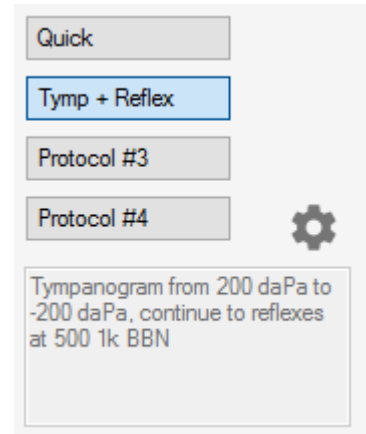 Quick
Tymp + Reflex
Protocol #3
Protocol #4
Tympanogram from 200 daPa to
-200 daPa, continue to reflexes
at 500 1k BBN